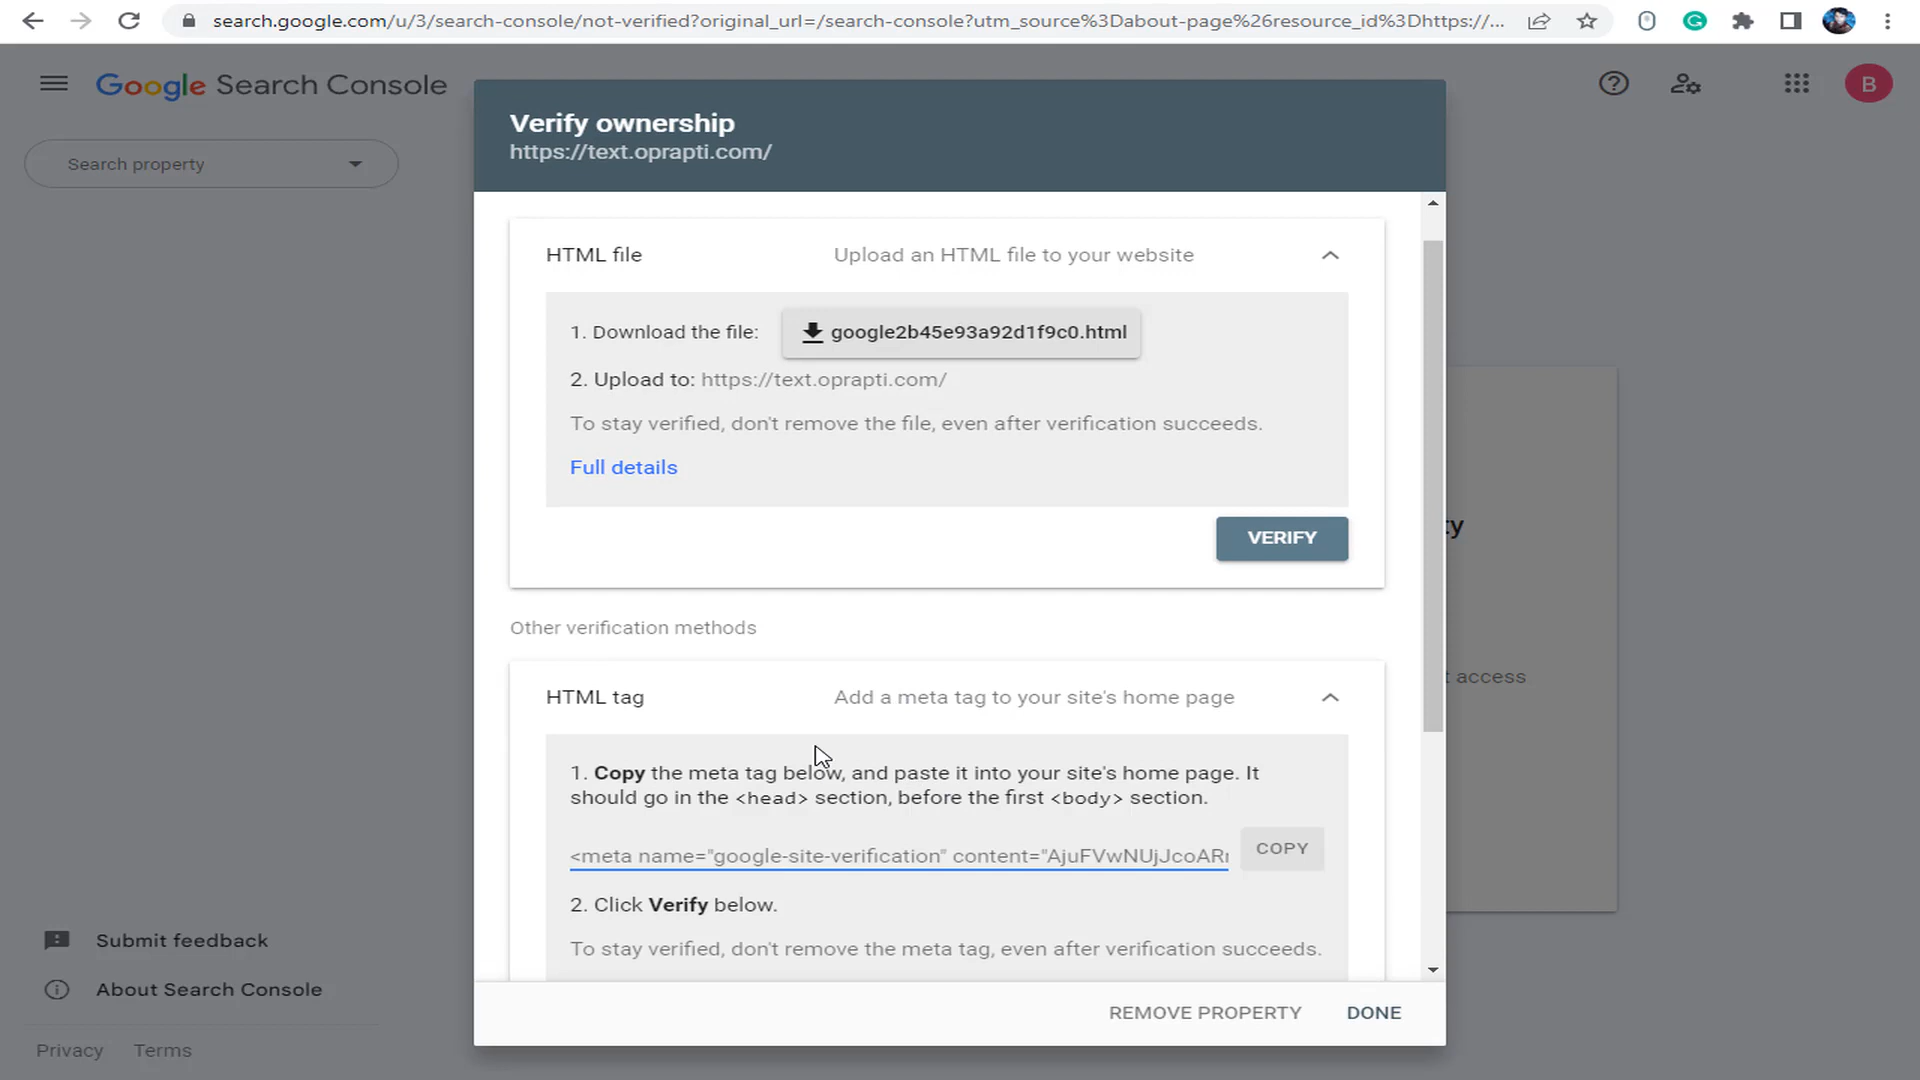 search.google.com/u/3/search-console/not-verified?original_url=/search-console?utm_source%3Dabout-page%26resource_id%3Dhttps://...
Google Search Console
B
Search property
Verify ownership
https://text.oprapti.com/
HTML file
Upload an HTML file to your website
1. Download the file:
google2b45e93a92d1f9c0.html
2. Upload to: https://text.oprapti.com/
To stay verified, don't remove the file, even after verification succeeds.
Full details
VERIFY
ty
Other verification methods
t access
HTML tag
Add a meta tag to your site's home page
1. Copy the meta tag below, and paste it into your site's home page. It
should go in the <head> section, before the first <body> section.
<meta name="google-site-verification" content="AjuFVwNUjJcoAR
COPY
2. Click Verify below.
To stay verified, don't remove the meta tag, even after verification succeeds.
Submit feedback
About Search Console
REMOVE PROPERTY
DONE
Privacy
Terms